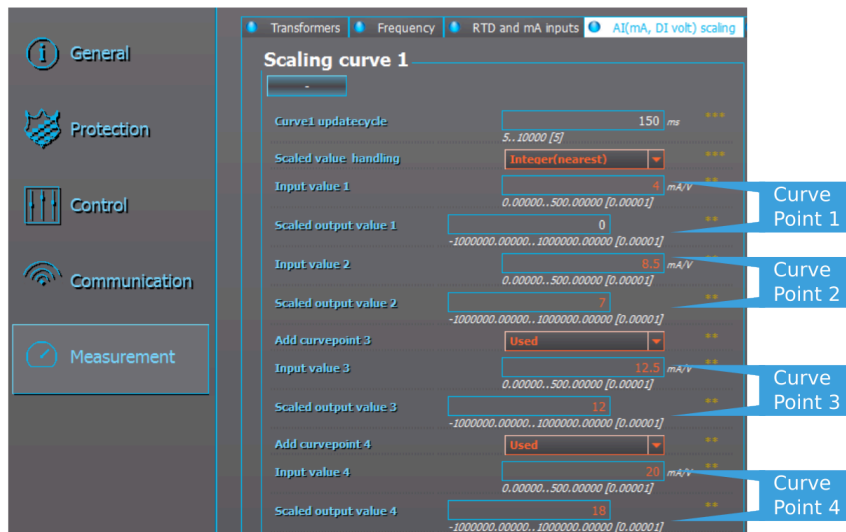 Transformers Frequency RTD and mA inputs AI(mA, DI volt) scaling
General
Protection
Control
Communication
Measurement
Scaling curve 1
-
Curve1 updatecycle 150 ms ***
5..10000 [5]
Scaled value handling Integer(nearest) ***
Input value 1 4 mA/V **
0.00000..500.00000 [0.00001]
Scaled output value 1 0 **
-1000000.00000..1000000.00000 [0.00001]
Curve
Point 1
Input value 2 8.5 mA/V **
0.00000..500.00000 [0.00001]
Scaled output value 2 7 **
-1000000.00000..1000000.00000 [0.00001]
Curve
Point 2
Add curvepoint 3 Used **
Input value 3 12.5 mA/V **
0.00000..500.00000 [0.00001]
Scaled output value 3 12 **
-1000000.00000..1000000.00000 [0.00001]
Curve
Point 3
Add curvepoint 4 Used **
Input value 4 20 mA/V **
0.00000..500.00000 [0.00001]
Scaled output value 4 18 **
-1000000.00000..1000000.00000 [0.00001]
Curve
Point 4